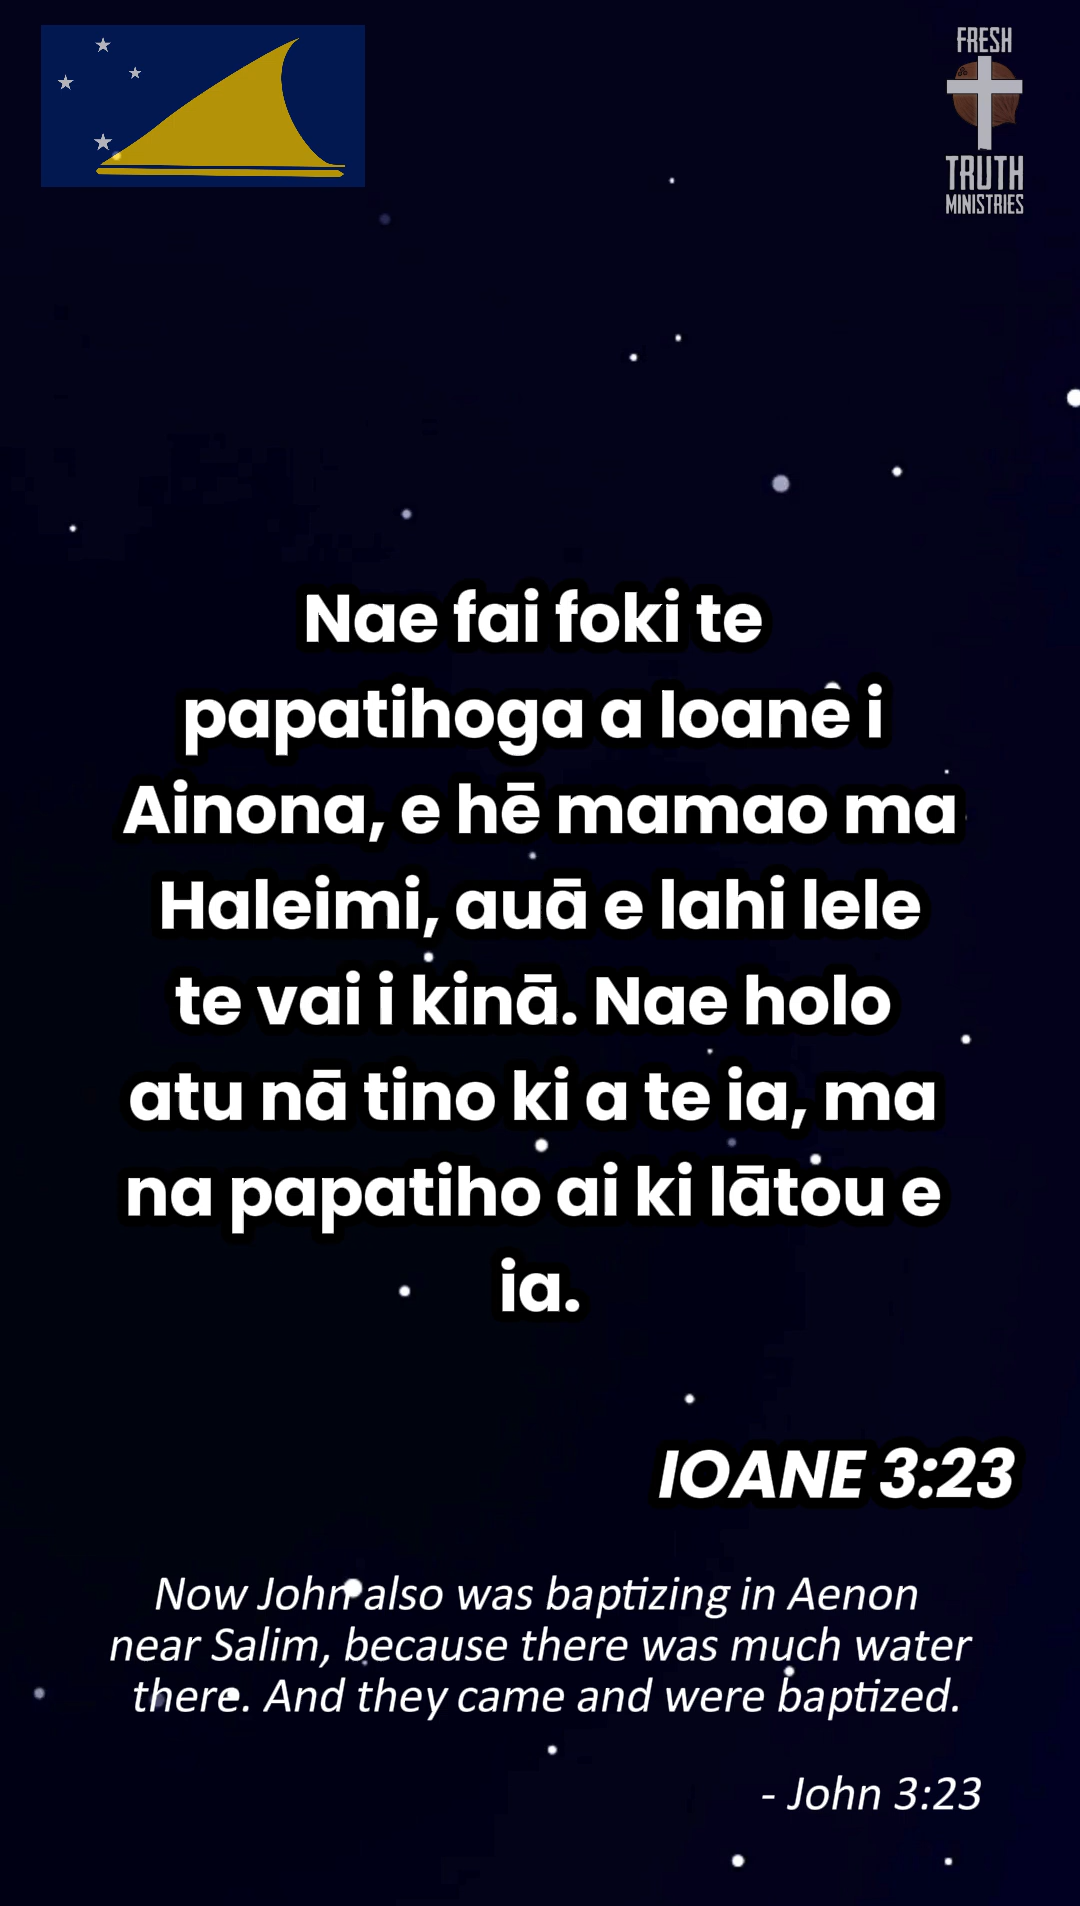 FRESH
TRUTH
MINISTRIES
Nae fai foki te
papatihoga a Ioane i
Ainona, e hē mamao ma
Haleimi, auā e lahi lele
te vai i kinā. Nae holo
atu nā tino ki a te ia, ma
na papatiho ai ki lātou e
ia.
IOANE 3:23
Now John also was baptizing in Aenon
near Salim, because there was much water
there. And they came and were baptized.
- John 3:23